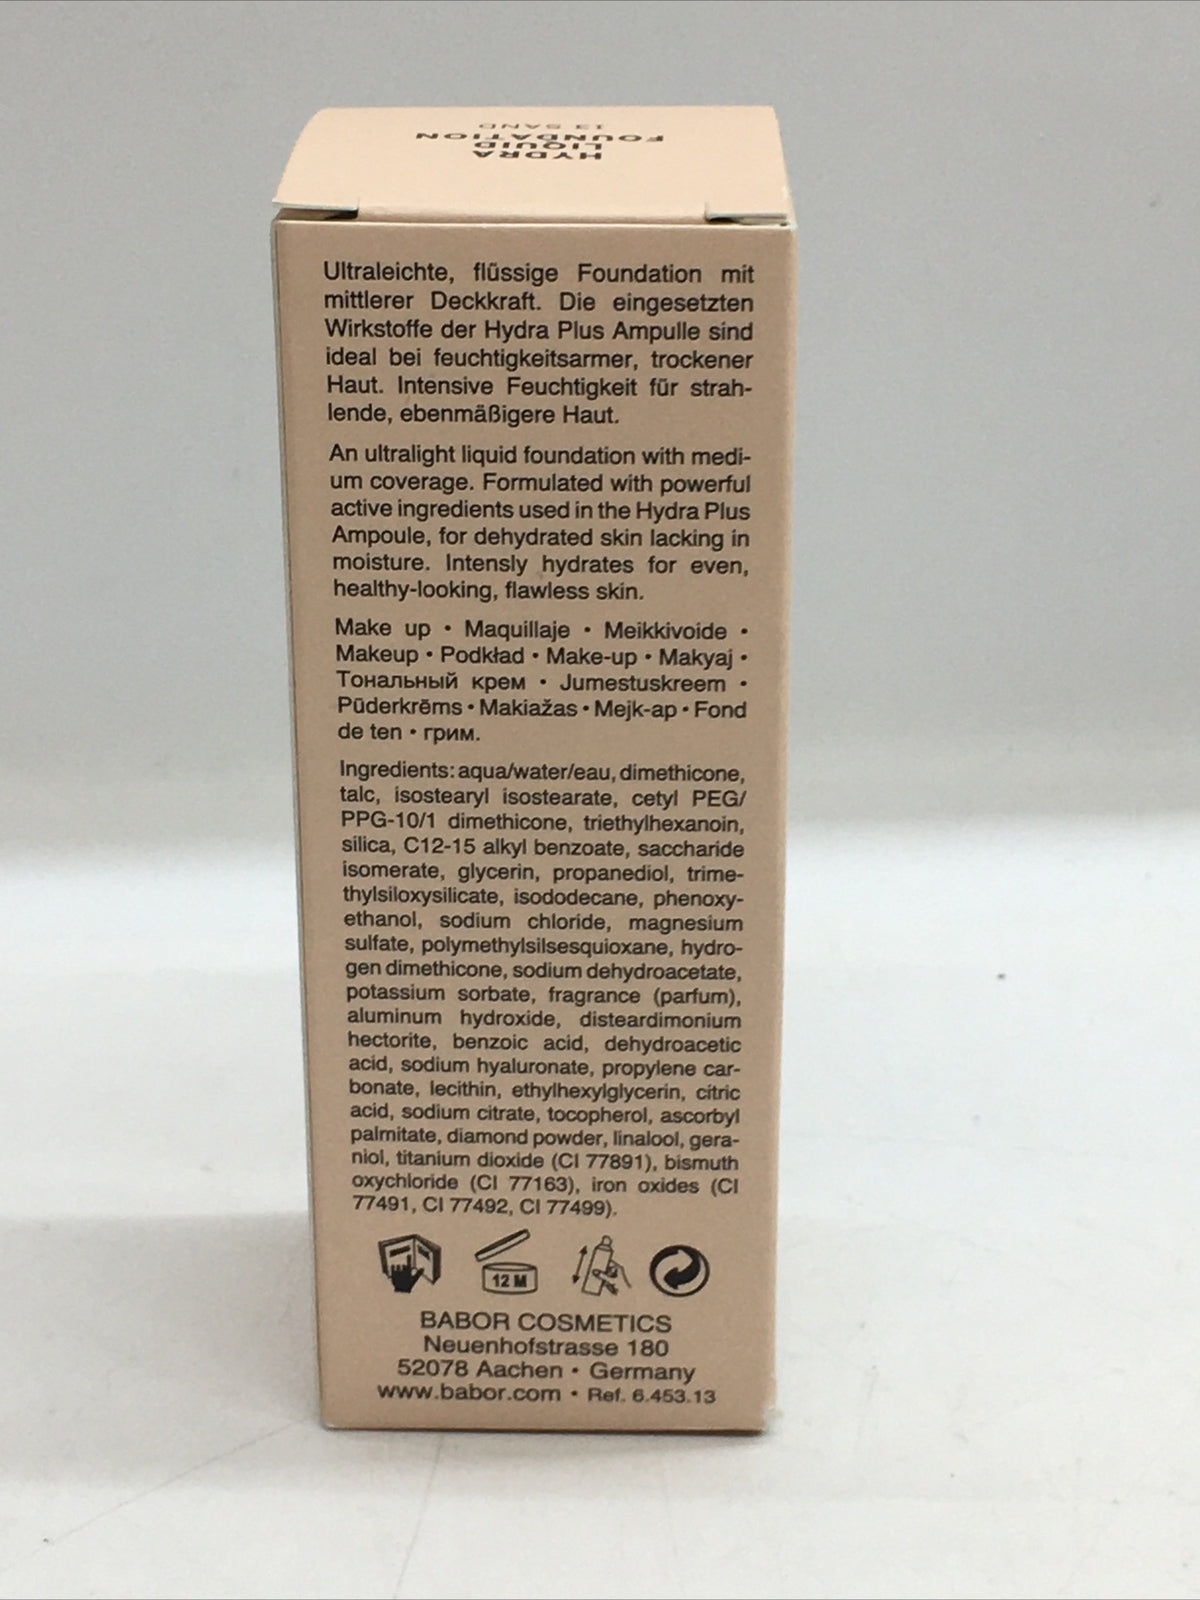 HYDRA
LIQUID
FOUNDATION
13 SAND
Ultraleichte, flüssige Foundation mit
mittlerer Deckkraft. Die eingesetzten
Wirkstoffe der Hydra Plus Ampulle sind
ideal bei feuchtigkeitsarmer, trockener
Haut. Intensive Feuchtigkeit für strah-
lende, ebenmäßigere Haut.
An ultralight liquid foundation with medi-
um coverage. Formulated with powerful
active ingredients used in the Hydra Plus
Ampoule, for dehydrated skin lacking in
moisture. Intensly hydrates for even,
healthy-looking, flawless skin.
Make up • Maquillaje • Meikkivoide •
Makeup • Podkład • Make-up • Makyaj •
Тональный крем • Jumestuskreem •
Pūderkrēms • Makiažas • Mejk-ap • Fond
de ten • грим.
Ingredients: aqua/water/eau, dimethicone,
talc, isostearyl isostearate, cetyl PEG/
PPG-10/1 dimethicone, triethylhexanoin,
silica, C12-15 alkyl benzoate, saccharide
isomerate, glycerin, propanediol, trime-
thylsiloxysilicate, isododecane, phenoxy-
ethanol, sodium chloride, magnesium
sulfate, polymethylsilsesquioxane, hydro-
gen dimethicone, sodium dehydroacetate,
potassium sorbate, fragrance (parfum),
aluminum hydroxide, disteardimonium
hectorite, benzoic acid, dehydroacetic
acid, sodium hyaluronate, propylene car-
bonate, lecithin, ethylhexylglycerin, citric
acid, sodium citrate, tocopherol, ascorbyl
palmitate, diamond powder, linalool, gera-
niol, titanium dioxide (CI 77891), bismuth
oxychloride (CI 77163), iron oxides (CI
77491, CI 77492, CI 77499).
12 M
BABOR COSMETICS
Neuenhofstrasse 180
52078 Aachen • Germany
www.babor.com • Ref. 6.453.13